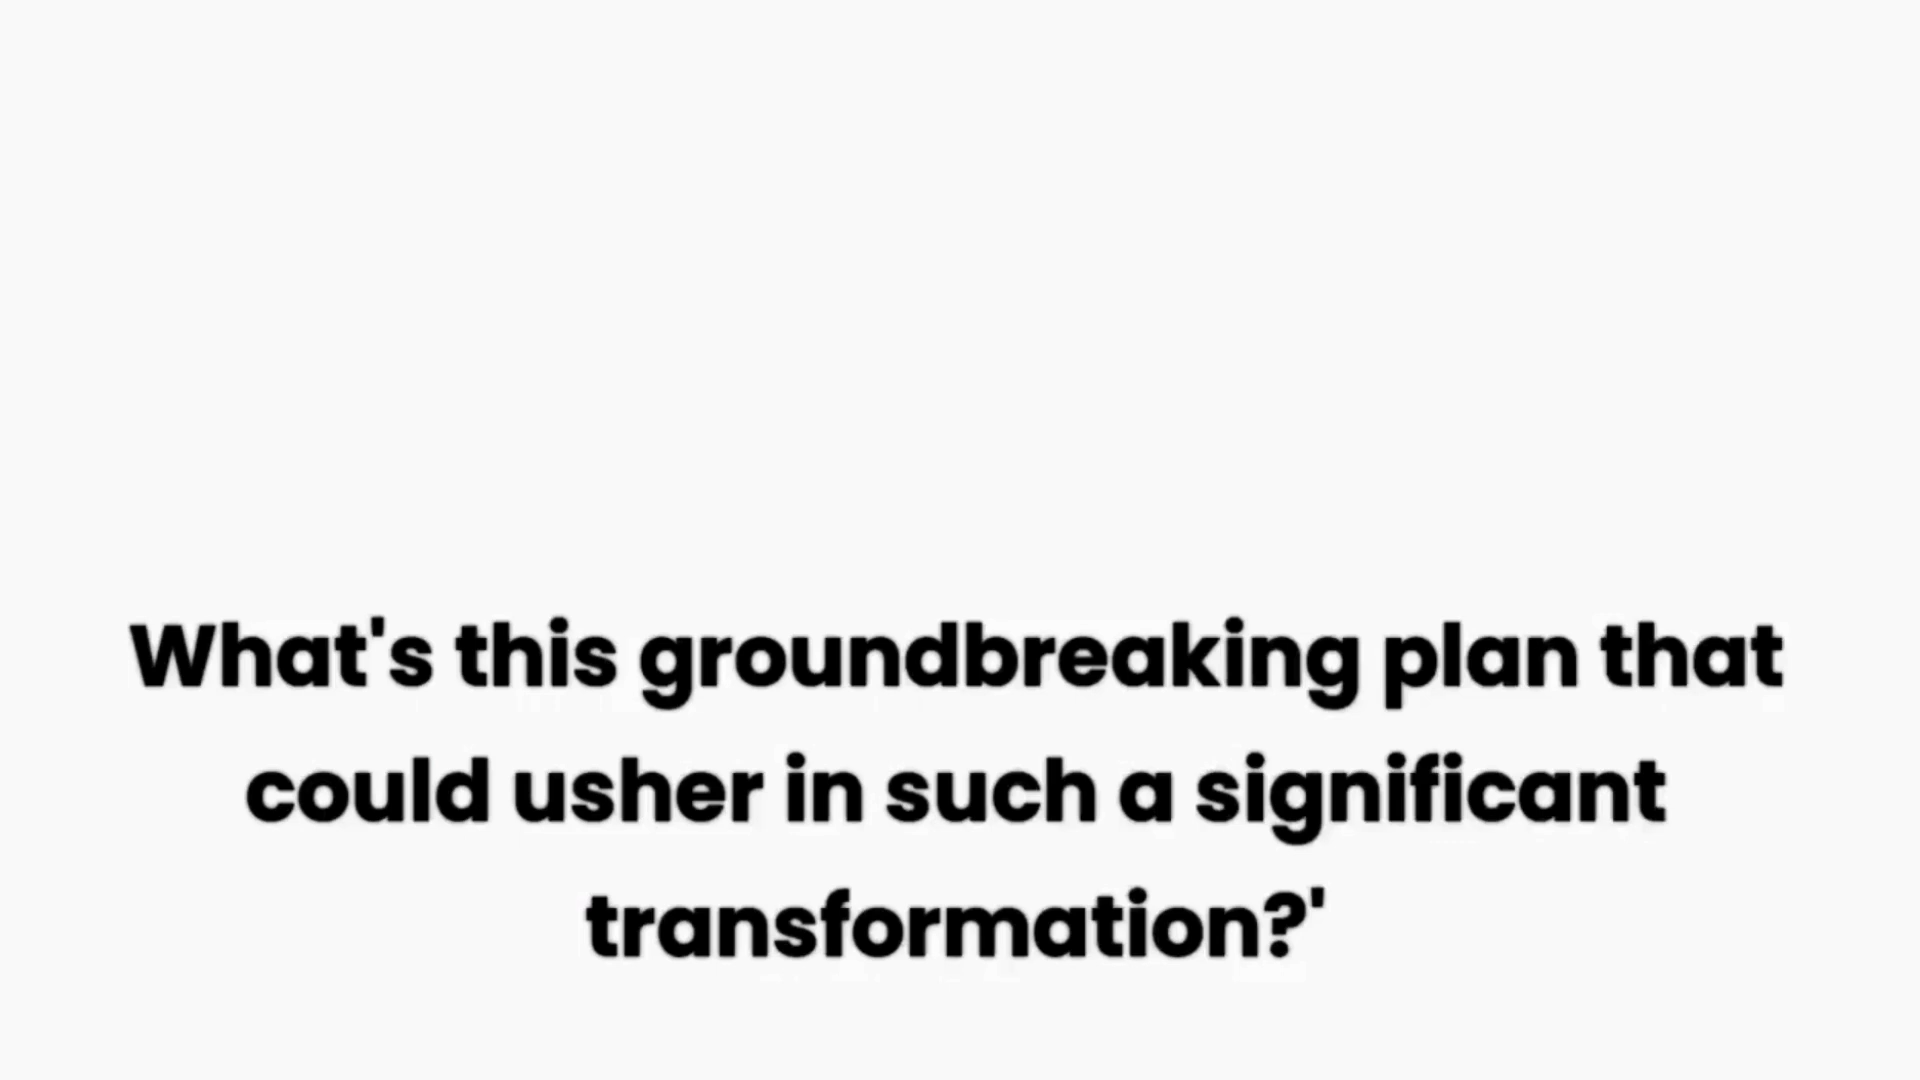 What's this groundbreaking plan that
could usher in such a significant
transformation?'